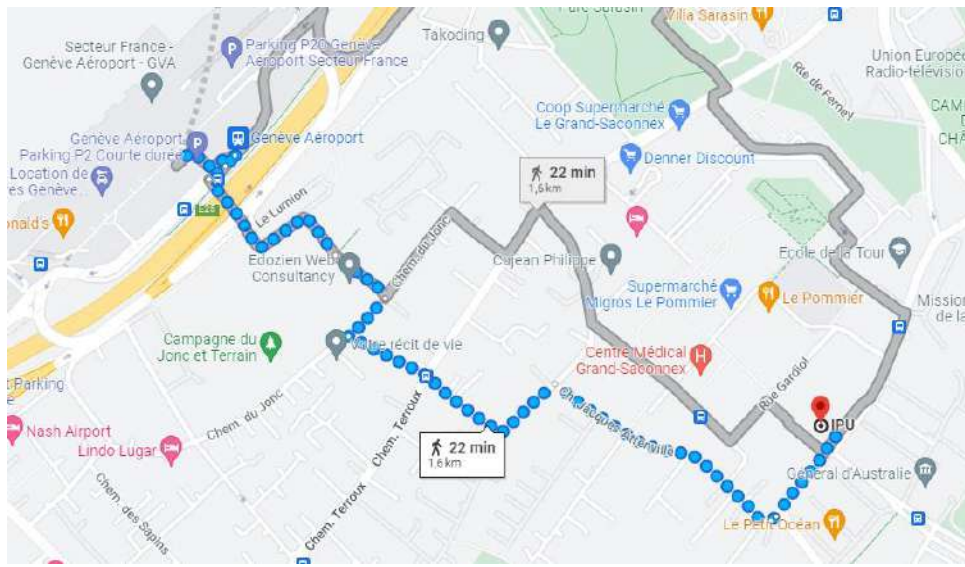 Parc Sarasin
Villa Sarasin
Takoding
Secteur France -
Genève Aéroport - GVA
Parking P20 Genève
Aéroport Secteur France
Rte de Ferney
Union Europé
Radio-télévision
Coop Supermarché
Le Grand-Saconnex
Genève Aéroport
Parking P2 Courte durée
Genève Aéroport
Denner Discount
Location de
22 min
1,6 km
onald's
Le Lumion
Chem. du Jonc
Edozien Web
Consultancy
Cujean Philippe
Ecole de la Tour
Supermarché
Migros Le Pommier
Le Pommier
Mission
de la
Campagne du
Jonc et Terrain
Votre récit de vie
Centre Médical
Grand-Saconnex
Rue Gardiol
Parking
Chem. du Jonc
Nash Airport
Lindo Lugar
Chem. Terroux
22 min
1,6 km
IPU
Général d'Australie
Chem. des Sapins
Chem. Terroux
Le Petit Océan